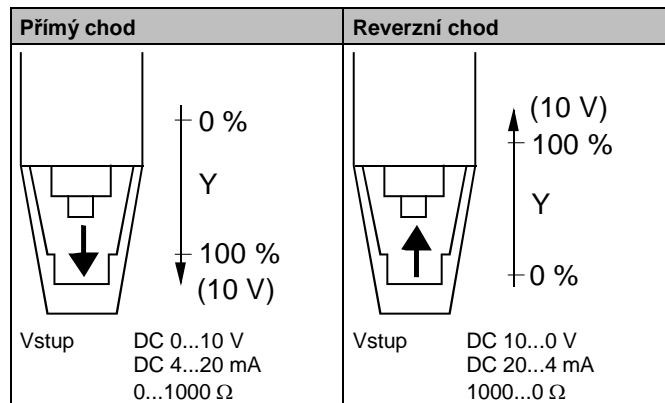 Přímý chod
Reverzní chod
0 %
Y
100 %
(10 V)
(10 V)
100 %
Y
0 %
Vstup DC 0...10 V
DC 4...20 mA
0...1000 Ω
Vstup DC 10...0 V
DC 20...4 mA
1000...0 Ω